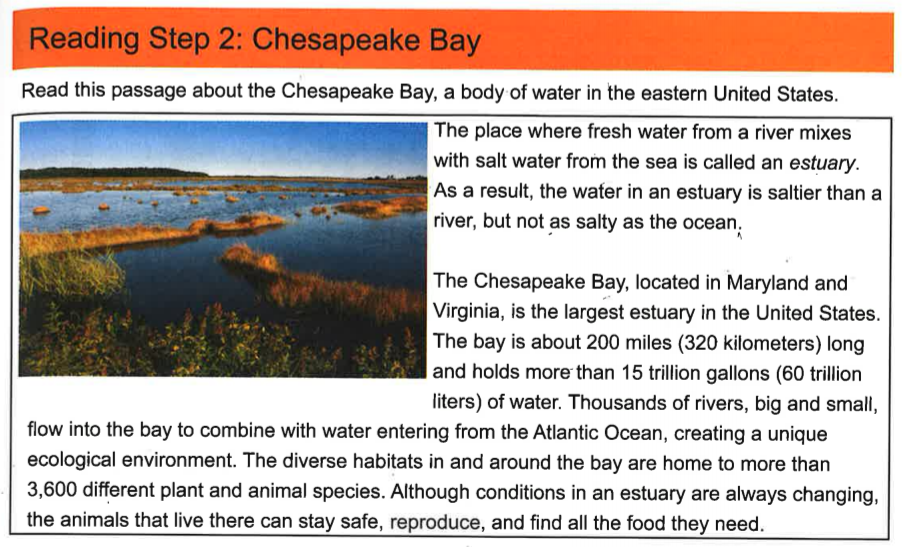 Reading Step 2: Chesapeake Bay
Read this passage about the Chesapeake Bay, a body of water in the eastern United States.
The place where fresh water from a river mixes
with salt water from the sea is called an estuary.
As a result, the water in an estuary is saltier than a
river, but not as salty as the ocean.
The Chesapeake Bay, located in Maryland and
Virginia, is the largest estuary in the United States.
The bay is about 200 miles (320 kilometers) long
and holds more than 15 trillion gallons (60 trillion
liters) of water. Thousands of rivers, big and small,
flow into the bay to combine with water entering from the Atlantic Ocean, creating a unique
ecological environment. The diverse habitats in and around the bay are home to more than
3,600 different plant and animal species. Although conditions in an estuary are always changing,
the animals that live there can stay safe, reproduce, and find all the food they need.